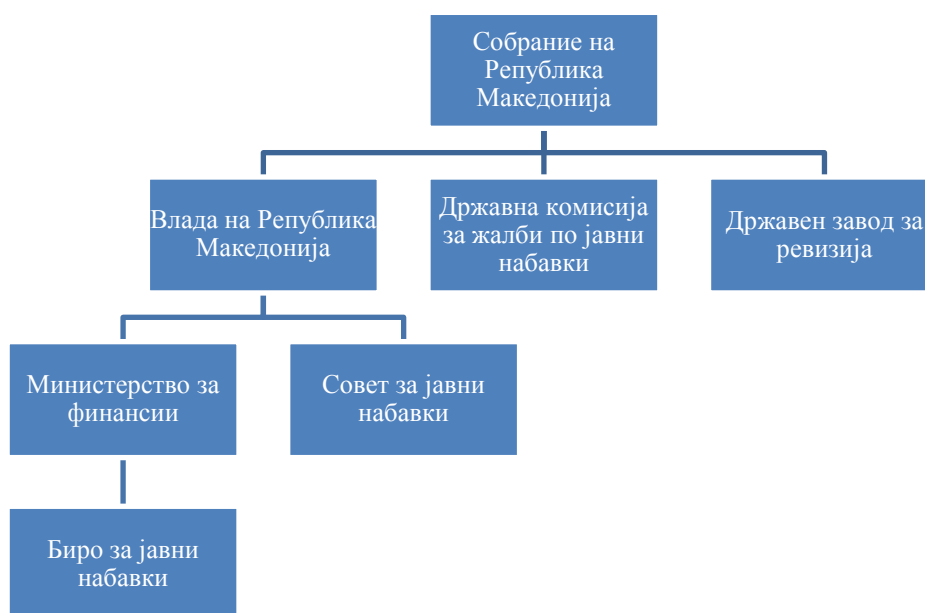 Собрание на
Република
Македонија
Влада на Република
Македонија
Државна комисија
за жалби по јавни
набавки
Државен завод за
ревизија
Министерство за
финансии
Совет за јавни
набавки
Биро за јавни
набавки